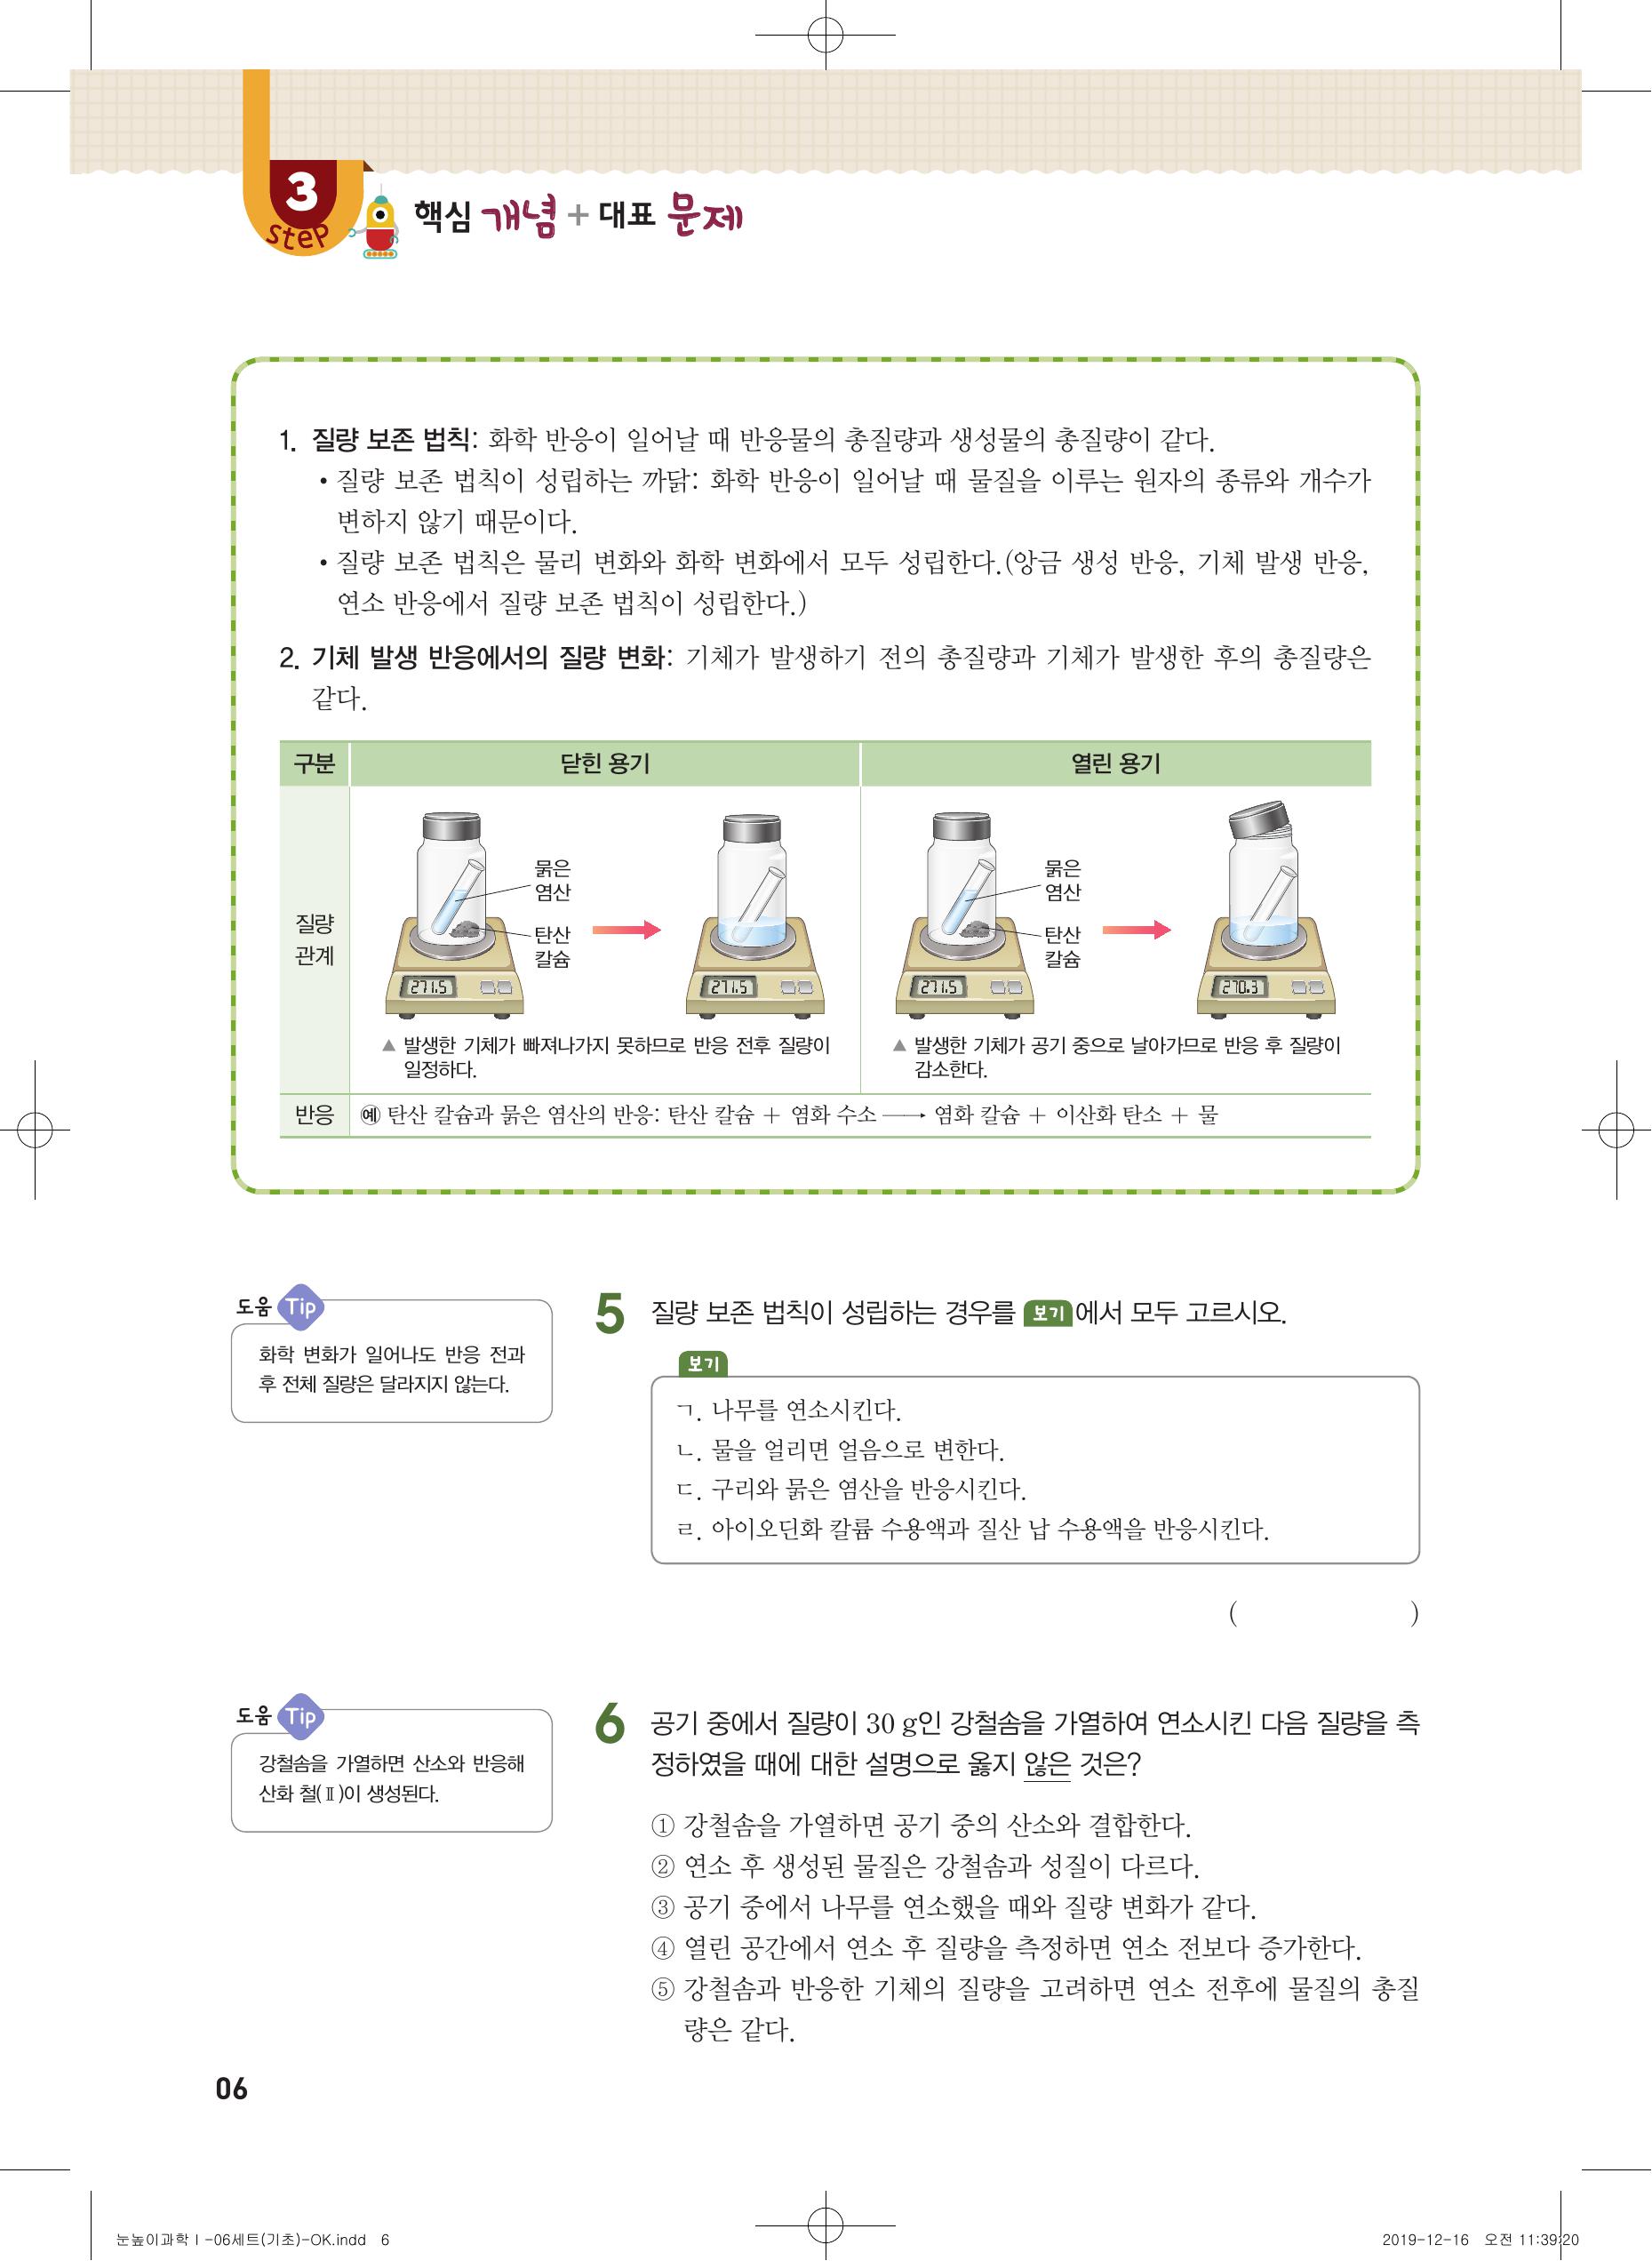 3
steP
핵심 개념 + 대표 문제
1. 질량 보존 법칙: 화학 반응이 일어날 때 반응물의 총질량과 생성물의 총질량이 같다.
• 질량 보존 법칙이 성립하는 까닭: 화학 반응이 일어날 때 물질을 이루는 원자의 종류와 개수가
변하지 않기 때문이다.
• 질량 보존 법칙은 물리 변화와 화학 변화에서 모두 성립한다.(앙금 생성 반응, 기체 발생 반응,
연소 반응에서 질량 보존 법칙이 성립한다.)
2. 기체 발생 반응에서의 질량 변화: 기체가 발생하기 전의 총질량과 기체가 발생한 후의 총질량은
같다.
구분 닫힌 용기 열린 용기
질량
관계
묽은
염산
탄산
칼슘
271.5
271.5
▲ 발생한 기체가 빠져나가지 못하므로 반응 전후 질량이
일정하다.
묽은
염산
탄산
칼슘
271.5
270.3
▲ 발생한 기체가 공기 중으로 날아가므로 반응 후 질량이
감소한다.
반응 예 탄산 칼슘과 묽은 염산의 반응: 탄산 칼슘 + 염화 수소 → 염화 칼슘 + 이산화 탄소 + 물
도움 Tip
화학 변화가 일어나도 반응 전과
후 전체 질량은 달라지지 않는다.
5 질량 보존 법칙이 성립하는 경우를 보기에서 모두 고르시오.
보기
ㄱ. 나무를 연소시킨다.
ㄴ. 물을 얼리면 얼음으로 변한다.
ㄷ. 구리와 묽은 염산을 반응시킨다.
ㄹ. 아이오딘화 칼륨 수용액과 질산 납 수용액을 반응시킨다.
( )
도움 Tip
강철솜을 가열하면 산소와 반응해
산화 철(Ⅱ)이 생성된다.
6 공기 중에서 질량이 30 g인 강철솜을 가열하여 연소시킨 다음 질량을 측
정하였을 때에 대한 설명으로 옳지 않은 것은?
① 강철솜을 가열하면 공기 중의 산소와 결합한다.
② 연소 후 생성된 물질은 강철솜과 성질이 다르다.
③ 공기 중에서 나무를 연소했을 때와 질량 변화가 같다.
④ 열린 공간에서 연소 후 질량을 측정하면 연소 전보다 증가한다.
⑤ 강철솜과 반응한 기체의 질량을 고려하면 연소 전후에 물질의 총질
량은 같다.
06
눈높이과학Ⅰ-06세트(기초)-OK.indd 6
2019-12-16 오전 11:39:20